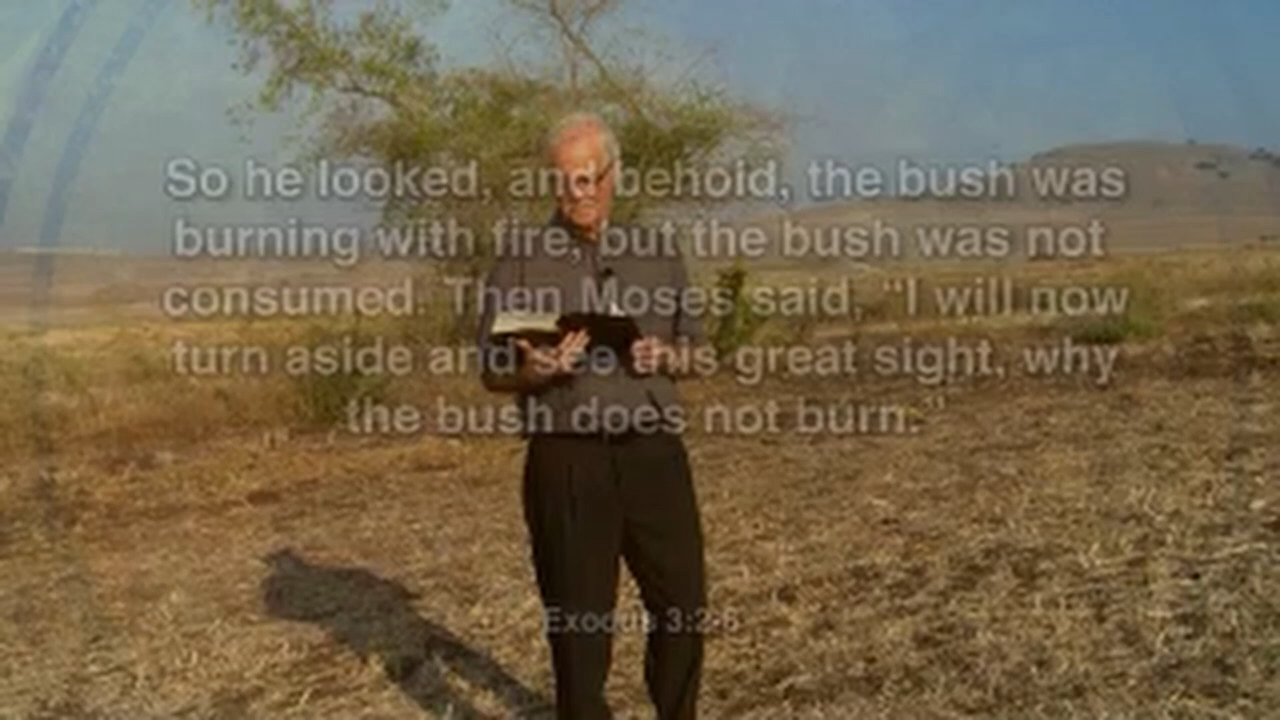 So he looked, and behold, the bush was
burning with fire, but the bush was not
consumed. Then Moses said, “I will now
turn aside and see this great sight, why
the bush does not burn.”
Exodus 3:2-6